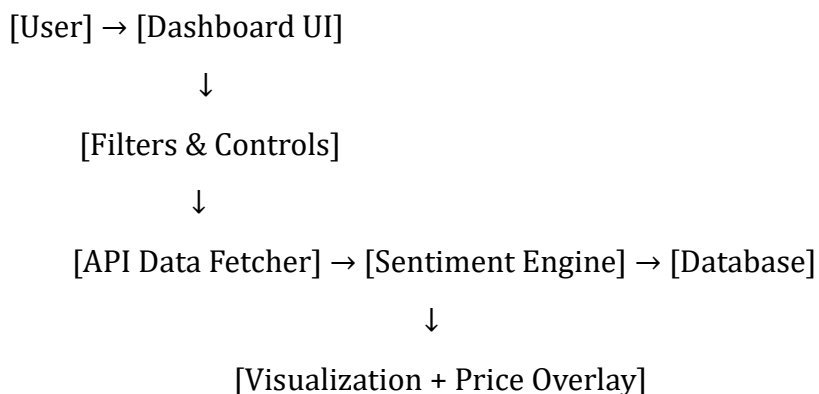 [User] → [Dashboard UI]
↓
[Filters & Controls]
↓
[API Data Fetcher] → [Sentiment Engine] → [Database]
↓
[Visualization + Price Overlay]